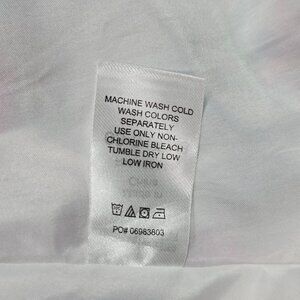 MACHINE WASH COLD
WASH COLORS
SEPARATELY
USE ONLY NON-
CHLORINE BLEACH
TUMBLE DRY LOW
LOW IRON
PO# 06983803